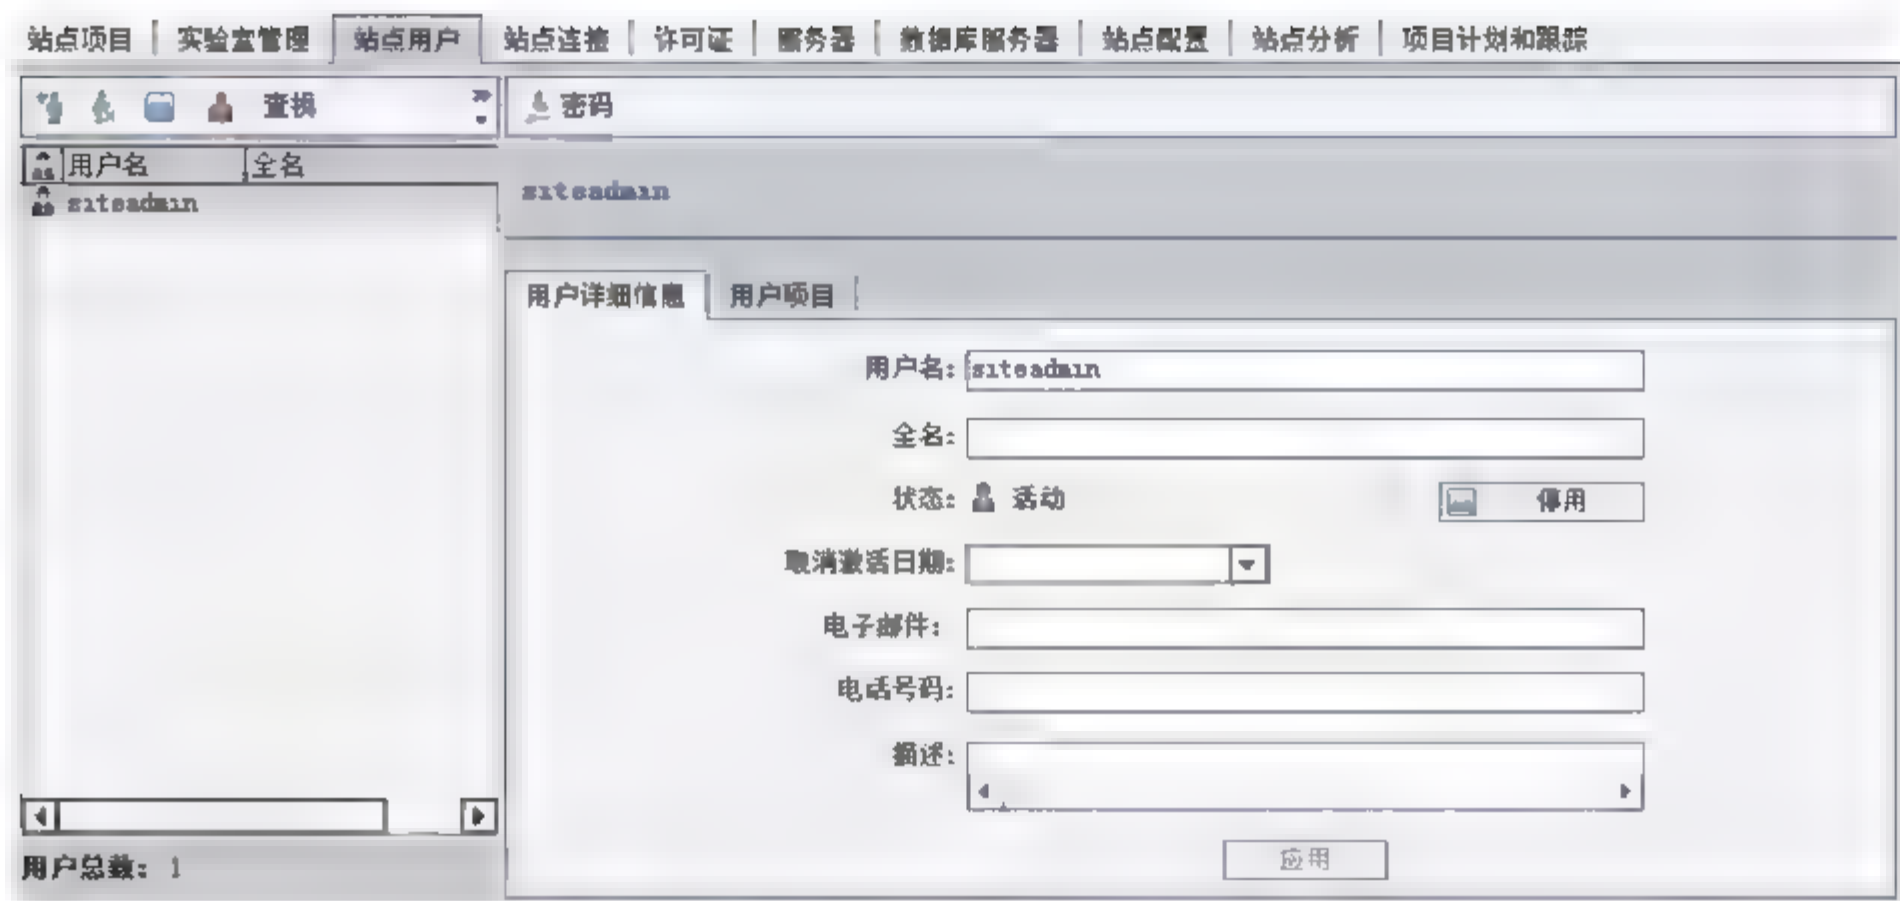 站点项目 实验室管理 站点用户 站点连接 许可证 服务器 数据库服务器 站点配置 站点分析 项目计划和跟踪
查找
密码
用户名 全名
siteadmin
siteadmin
用户详细信息 用户项目
用户名: siteadmin
全名:
状态: 活动 停用
取消激活日期:
电子邮件:
电话号码:
描述:
应用
用户总数: 1